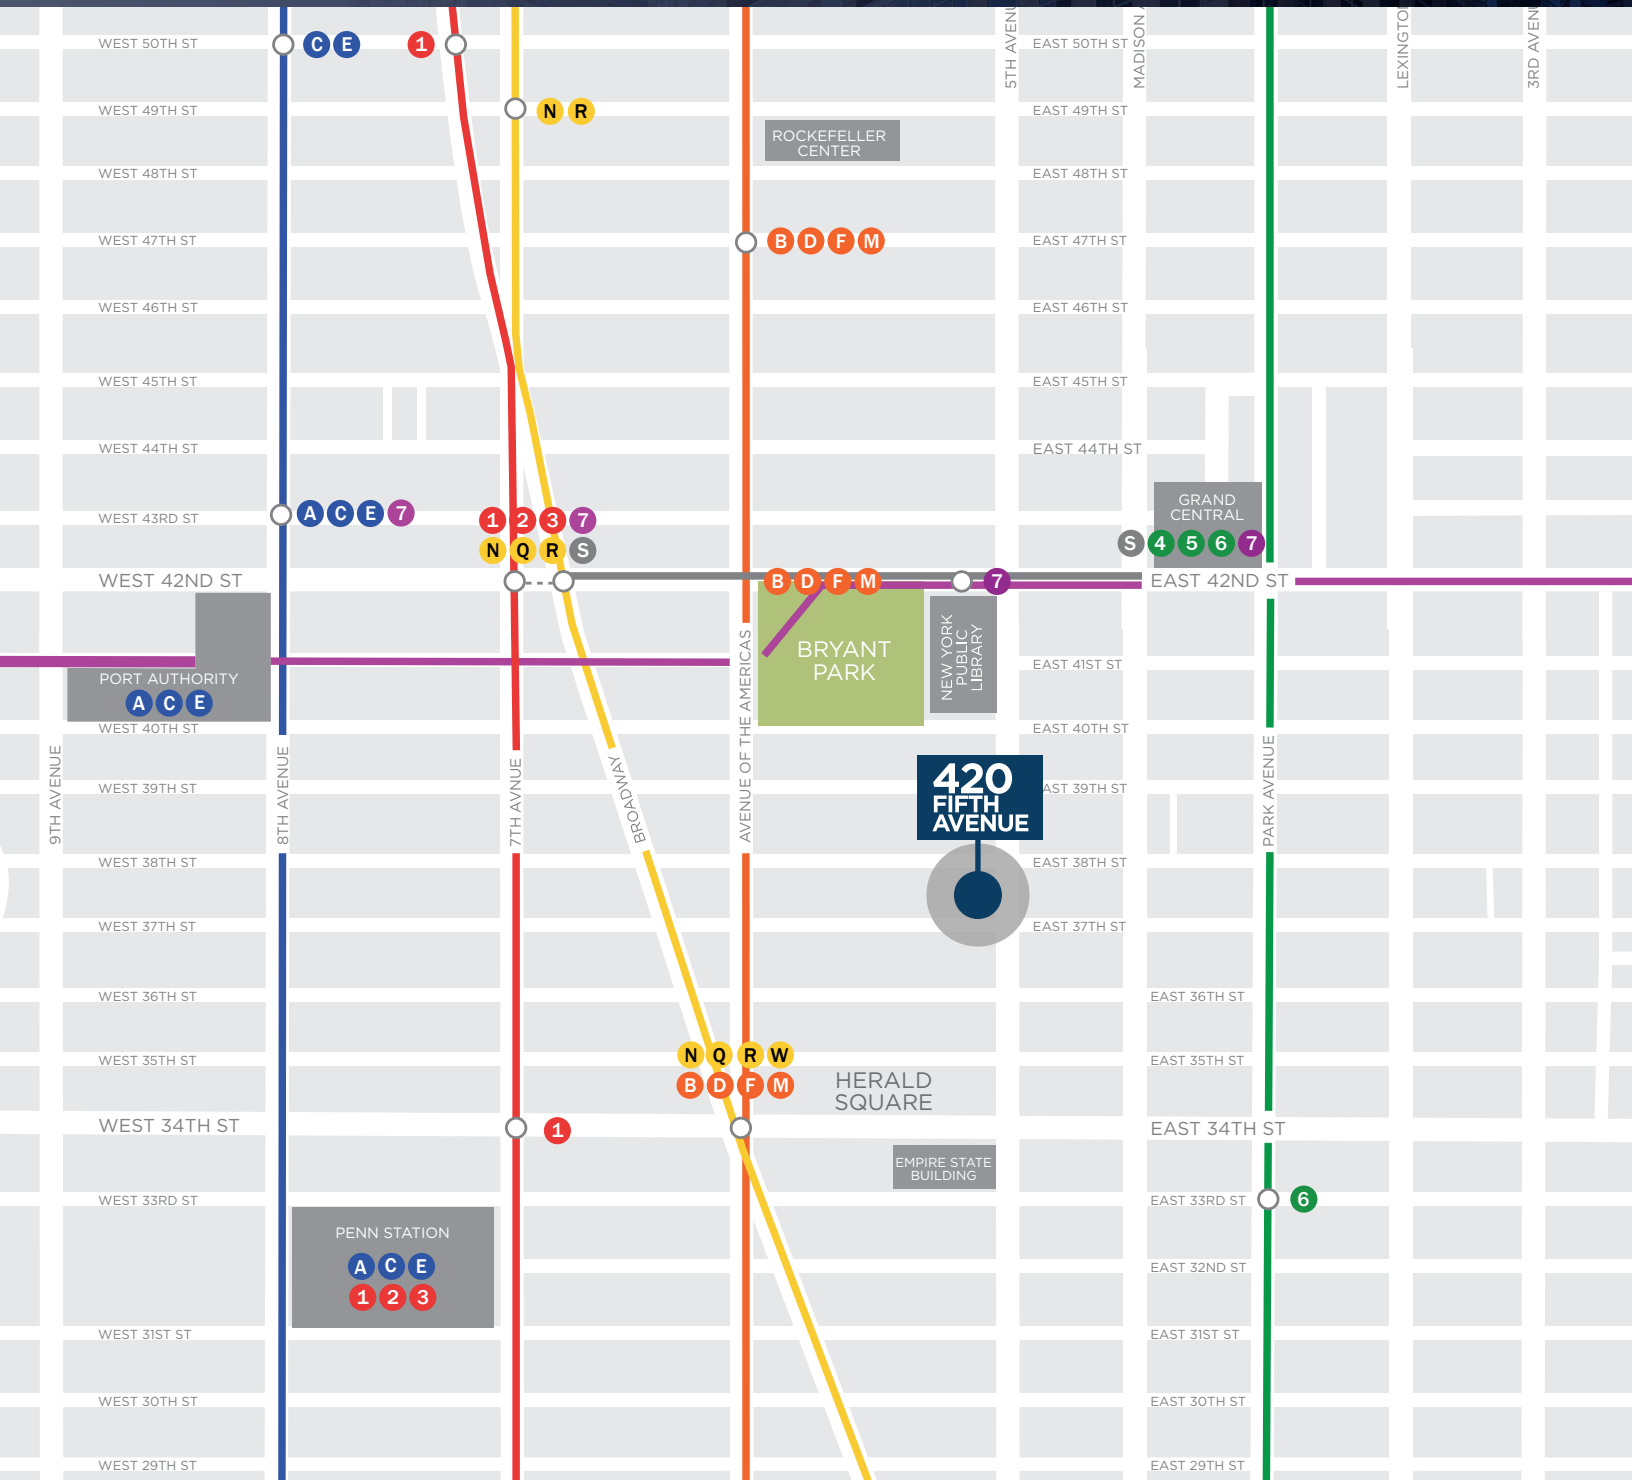 WEST 50TH ST
C E
1
EAST 50TH ST
5TH AVENU
MADISON A
LEXINGTO
3RD AVENU
WEST 49TH ST
N R
EAST 49TH ST
ROCKEFELLER
CENTER
WEST 48TH ST
EAST 48TH ST
WEST 47TH ST
B D F M
EAST 47TH ST
WEST 46TH ST
EAST 46TH ST
WEST 45TH ST
EAST 45TH ST
WEST 44TH ST
EAST 44TH ST
WEST 43RD ST
A C E 7
1 2 3 7
N Q R S
GRAND
CENTRAL
S 4 5 6 7
WEST 42ND ST
B D F M
7
EAST 42ND ST
BRYANT
PARK
NEW YORK
PUBLIC
LIBRARY
EAST 41ST ST
PORT AUTHORITY
A C E
WEST 40TH ST
EAST 40TH ST
9TH AVENUE
8TH AVENUE
7TH AVNUE
BROADWAY
AVENUE OF THE AMERICAS
PARK AVENUE
WEST 39TH ST
420
FIFTH
AVENUE
AST 39TH ST
WEST 38TH ST
EAST 38TH ST
WEST 37TH ST
EAST 37TH ST
WEST 36TH ST
EAST 36TH ST
WEST 35TH ST
N Q R W
B D F M
HERALD
SQUARE
EAST 35TH ST
WEST 34TH ST
1
EAST 34TH ST
EMPIRE STATE
BUILDING
WEST 33RD ST
EAST 33RD ST
6
PENN STATION
A C E
1 2 3
EAST 32ND ST
WEST 31ST ST
EAST 31ST ST
WEST 30TH ST
EAST 30TH ST
WEST 29TH ST
EAST 29TH ST